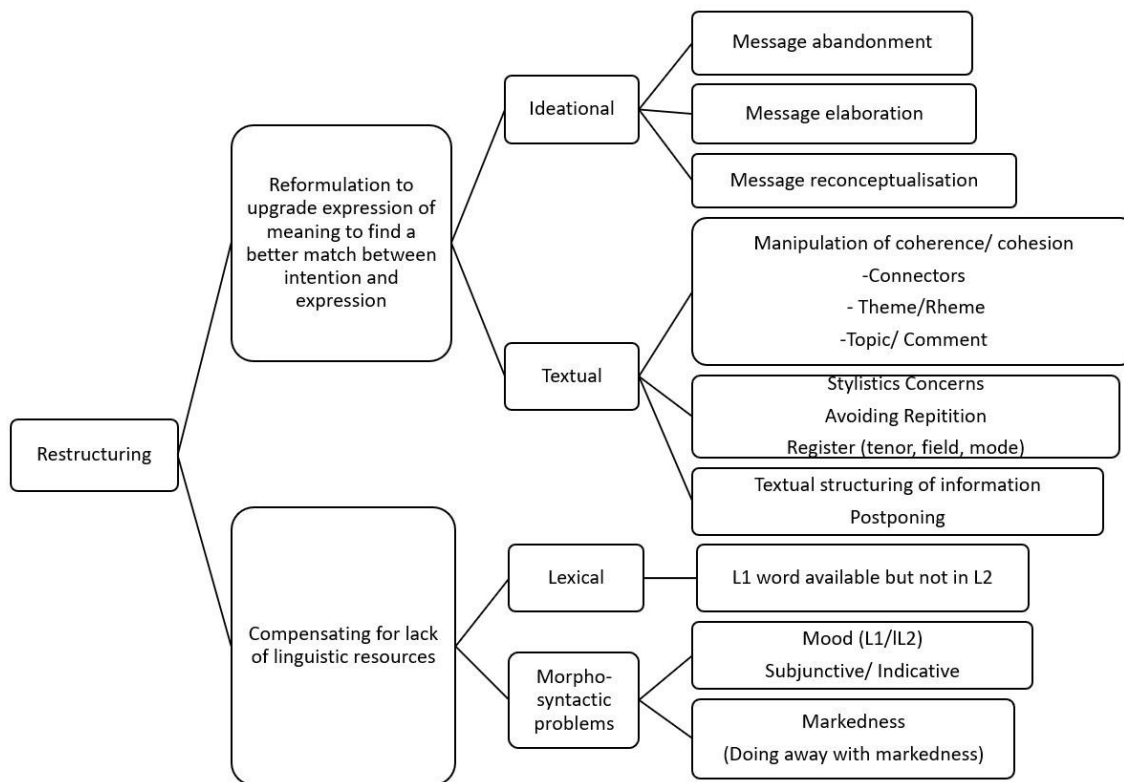 Restructuring
Reformulation to
upgrade expression of
meaning to find a
better match between
intention and
expression
Ideational
Message abandonment
Message elaboration
Message reconceptualisation
Textual
Manipulation of coherence/ cohesion
-Connectors
- Theme/Rheme
-Topic/ Comment
Stylistics Concerns
Avoiding Repitition
Register (tenor, field, mode)
Textual structuring of information
Postponing
Compensating for lack
of linguistic resources
Lexical
L1 word available but not in L2
Morpho-
syntactic
problems
Mood (L1/lL2)
Subjunctive/ Indicative
Markedness
(Doing away with markedness)